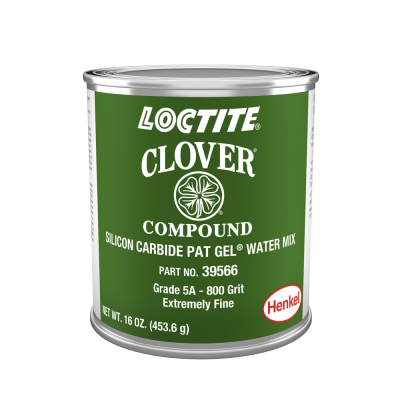 LOCTITE®
CLOVER®
COMPOUND
SILICON CARBIDE PAT GEL® WATER MIX
PART NO. 39566
Grade 5A - 800 Grit
Extremely Fine
Henkel
NET WT. 16 OZ. (453.6 g)